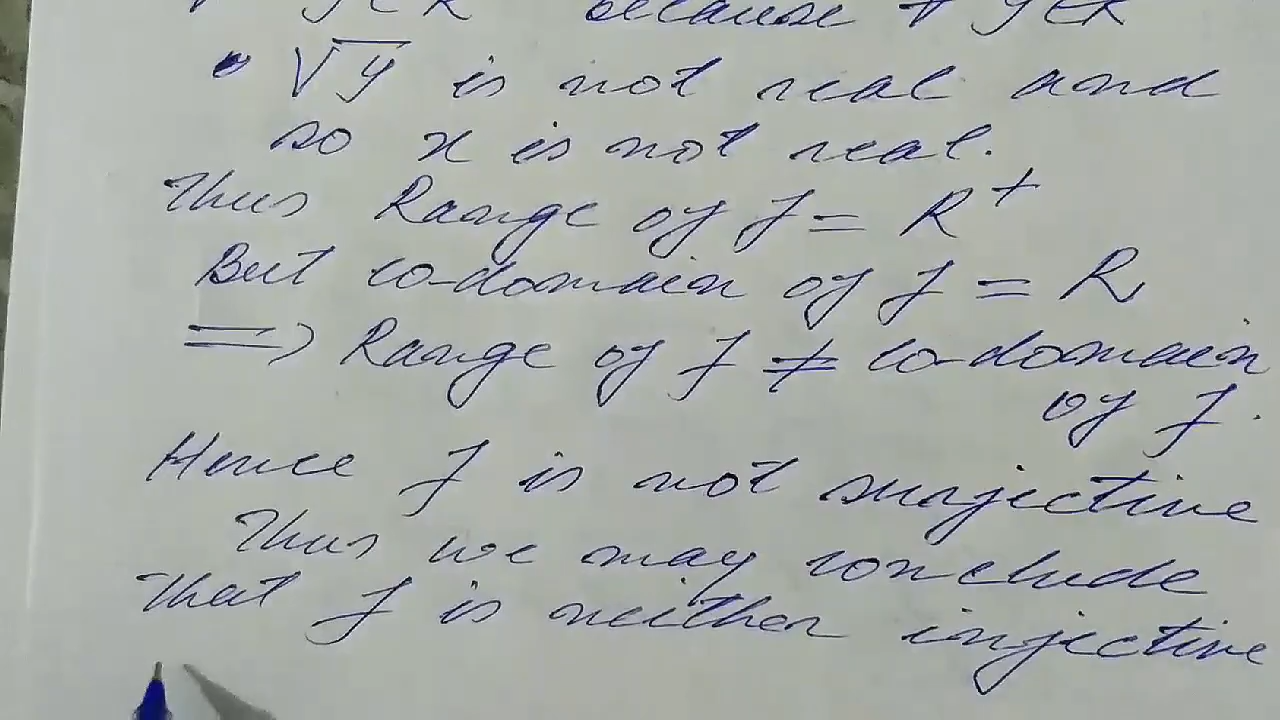 y ∈ R because ∀ y ∈ R
√y is not real and
so x is not real.
Thus Range of f = R⁺
But co-domain of f = R
⟹ Range of f ≠ co-domain
of f.
Hence f is not surjective
Thus we may conclude
that f is neither injective